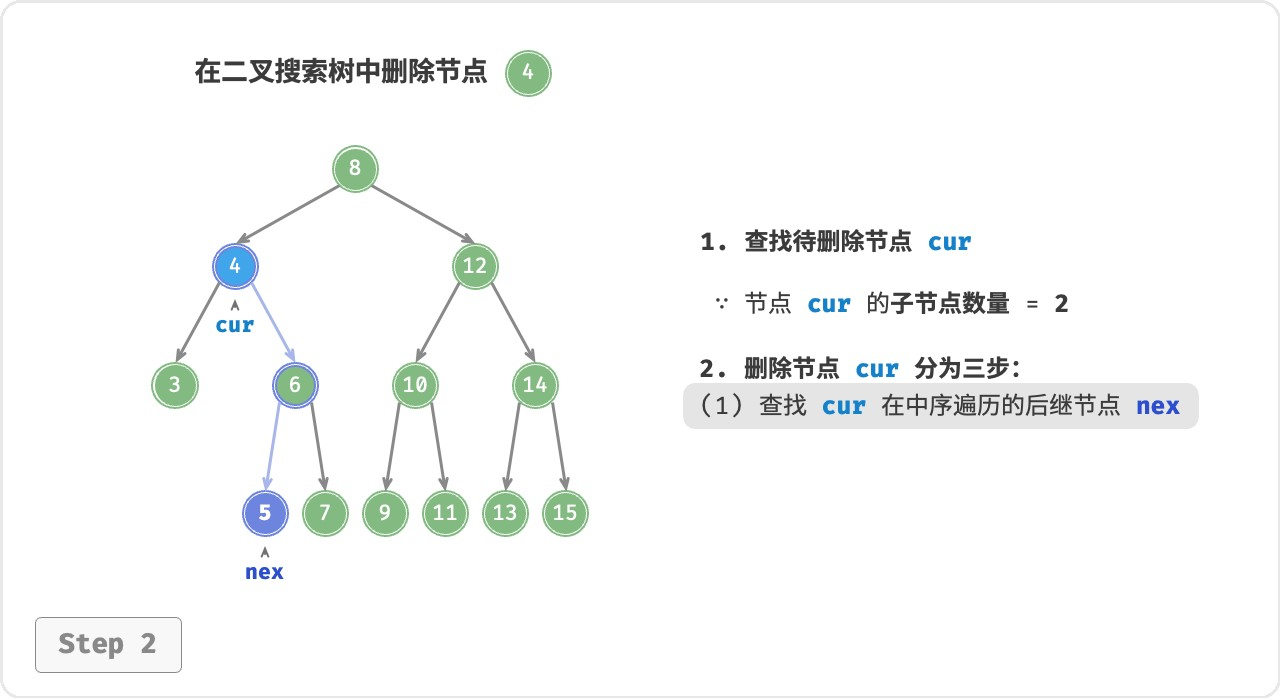 在二叉搜索树中删除节点 4
8
4
12
cur
3
6
10
14
5
7
9
11
13
15
nex
1. 查找待删除节点 cur
∵ 节点 cur 的子节点数量 = 2
2. 删除节点 cur 分为三步：
(1) 查找 cur 在中序遍历的后继节点 nex
Step 2